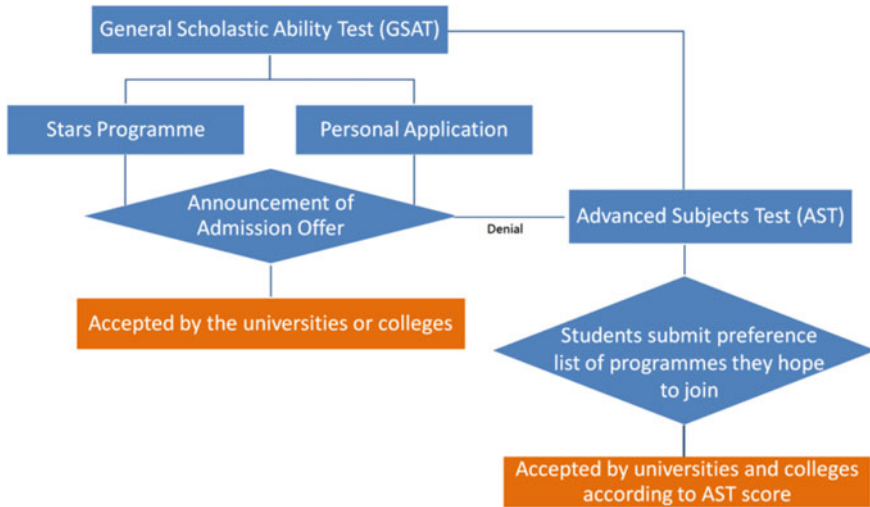 General Scholastic Ability Test (GSAT)
Stars Programme
Personal Application
Announcement of
Admission Offer
Denial
Advanced Subjects Test (AST)
Accepted by the universities or colleges
Students submit preference
list of programmes they hope
to join
Accepted by universities and colleges
according to AST score